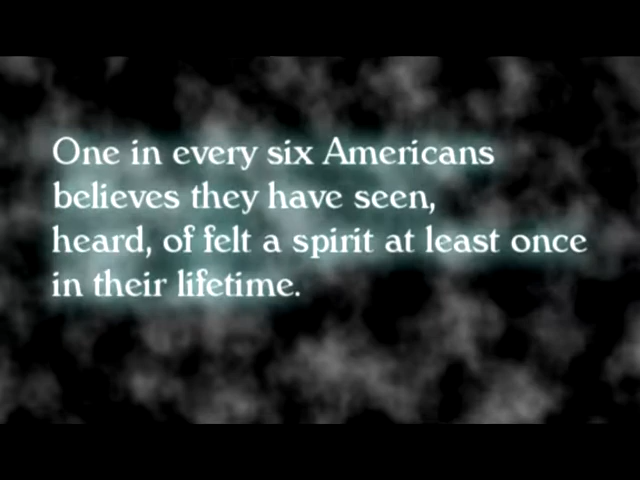 One in every six Americans
believes they have seen,
heard, of felt a spirit at least once
in their lifetime.